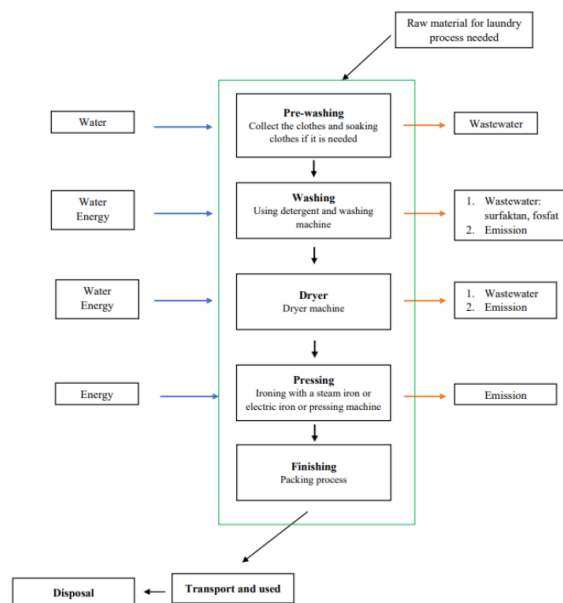 Raw material for laundry
process needed
Pre-washing
Collect the clothes and soaking
clothes if it is needed
Water
Wastewater
Washing
Using detergent and washing
machine
Water
Energy
1. Wastewater:
surfaktan, fosfat
2. Emission
Dryer
Dryer machine
Water
Energy
1. Wastewater
2. Emission
Pressing
Ironing with a steam iron or
electric iron or pressing machine
Energy
Emission
Finishing
Packing process
Transport and used
Disposal